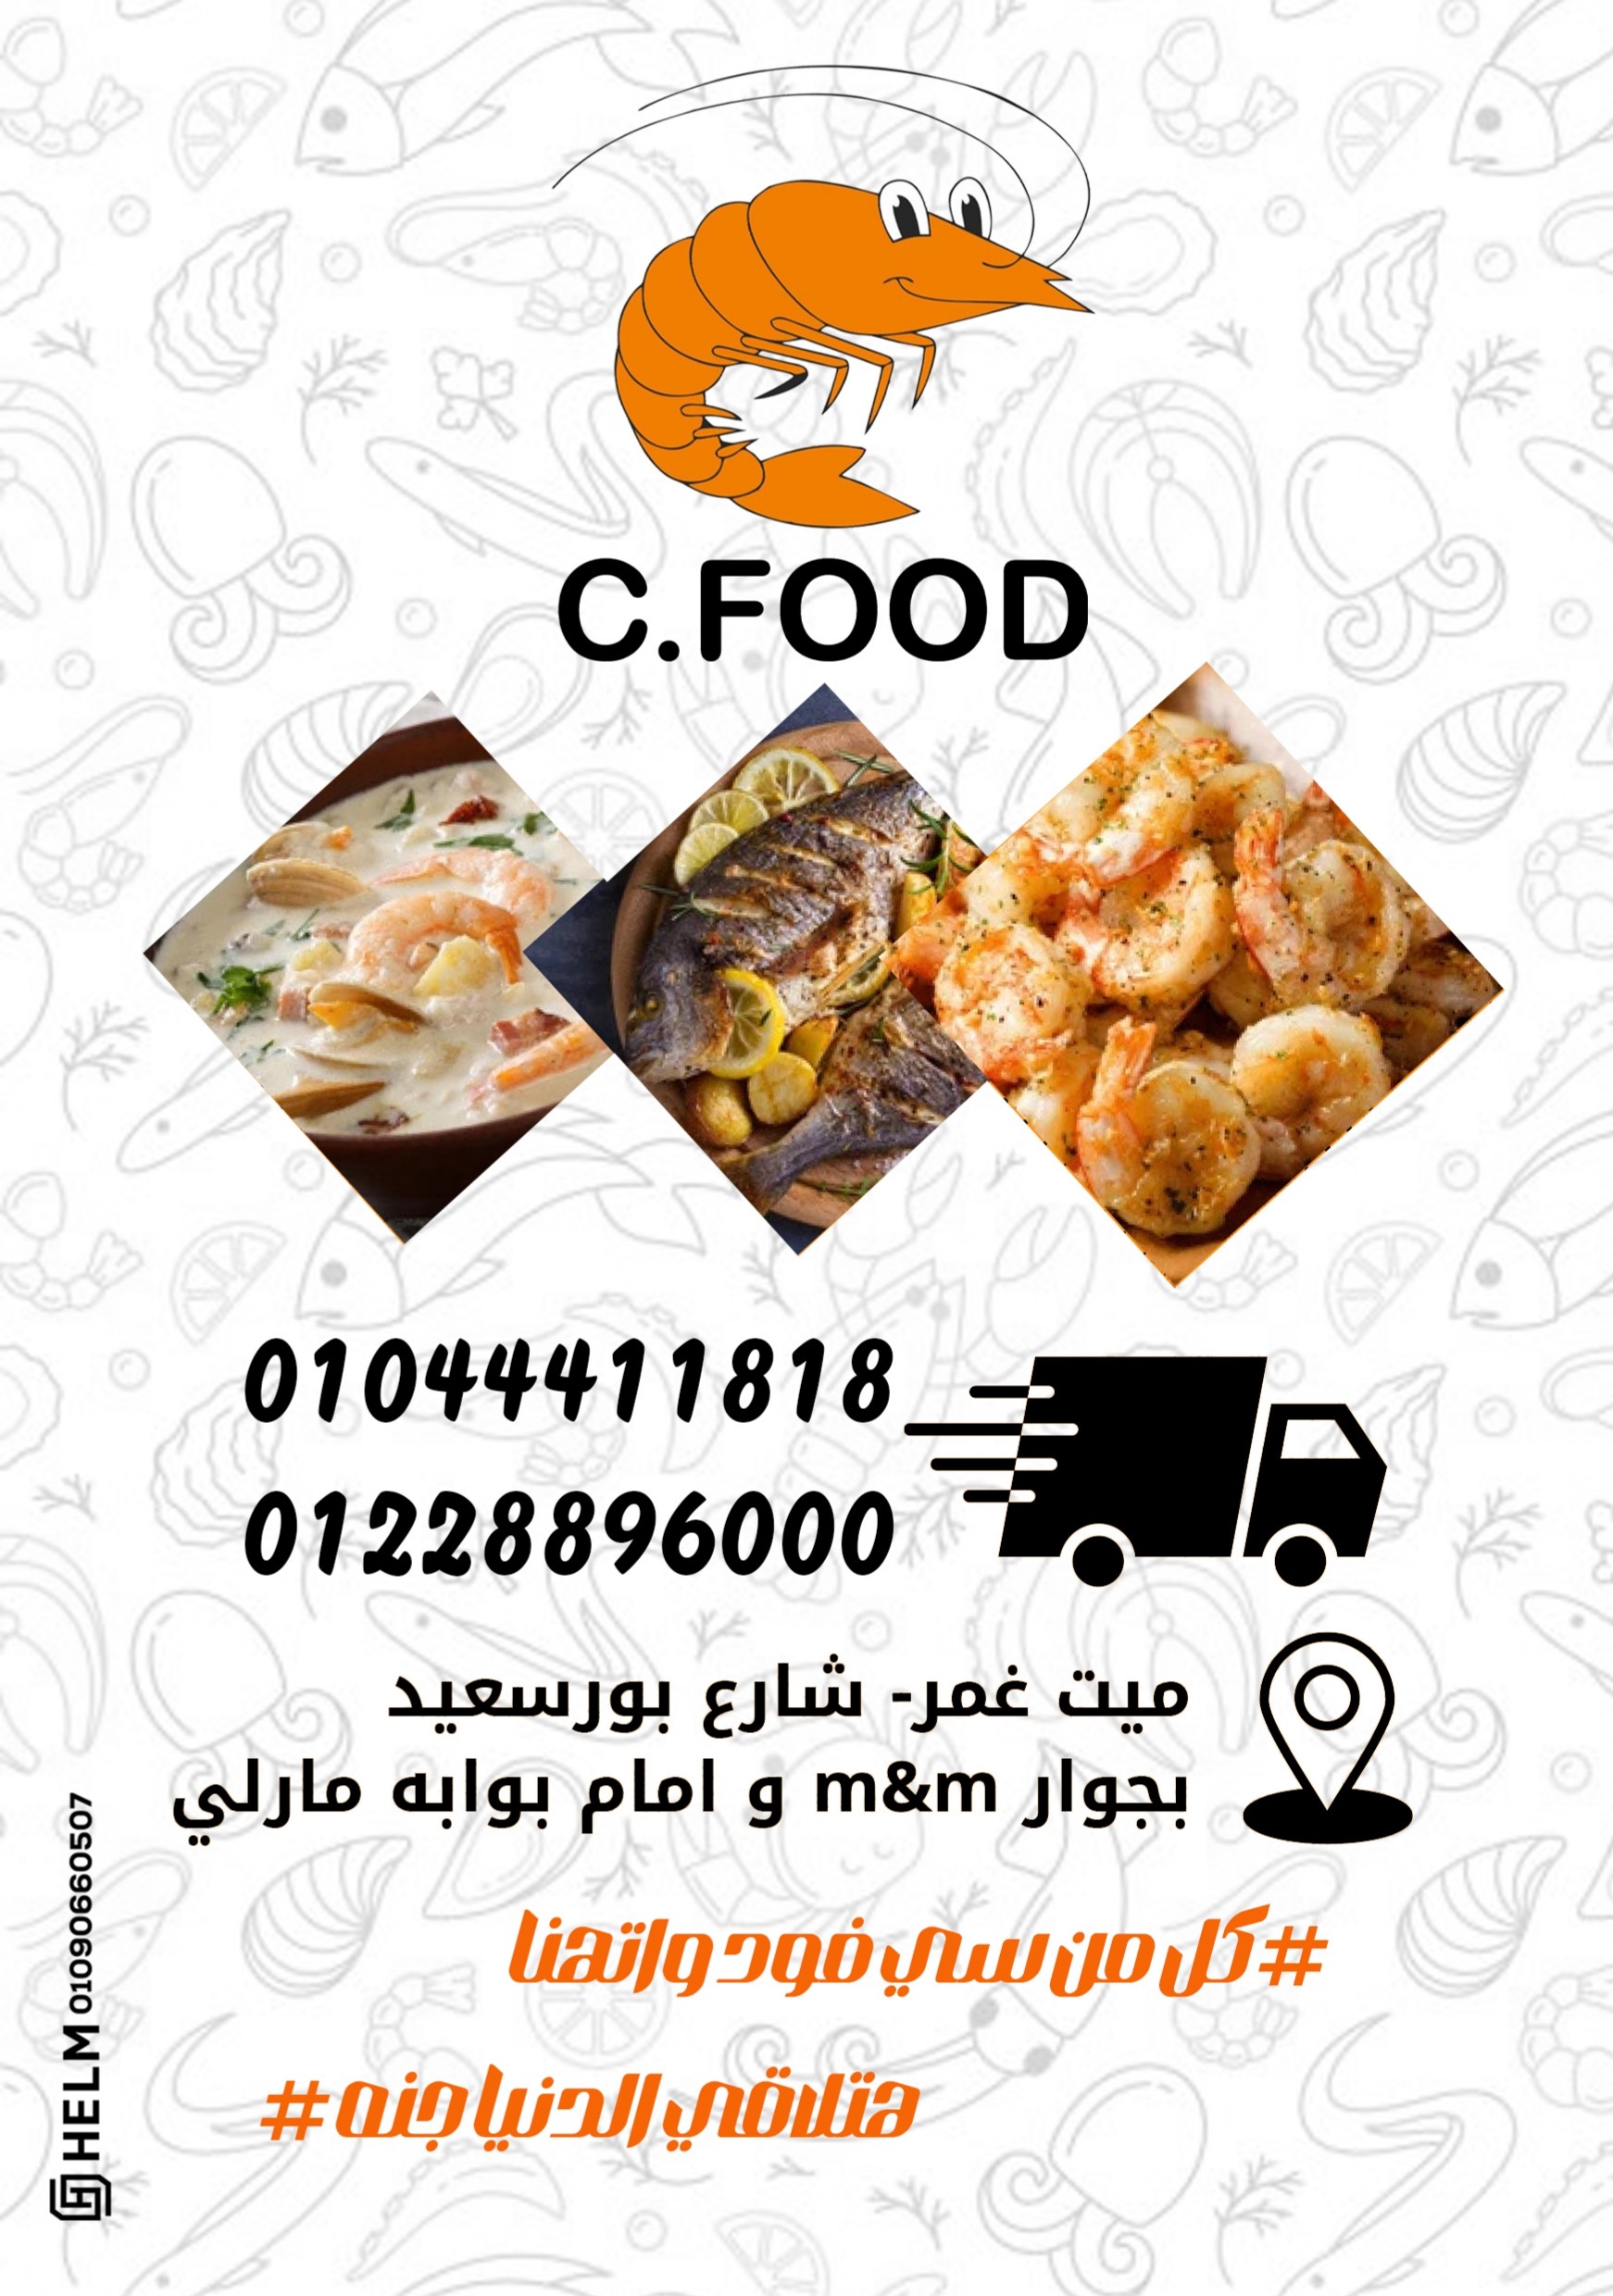 C.FOOD
01044411818
01228896000
ميت غمر- شارع بورسعيد
بجوار m&m و امام بوابه مارلي
#كل من سي فود واتهنا
هتلاقي الدنيا جنه#
HELM 01090660507